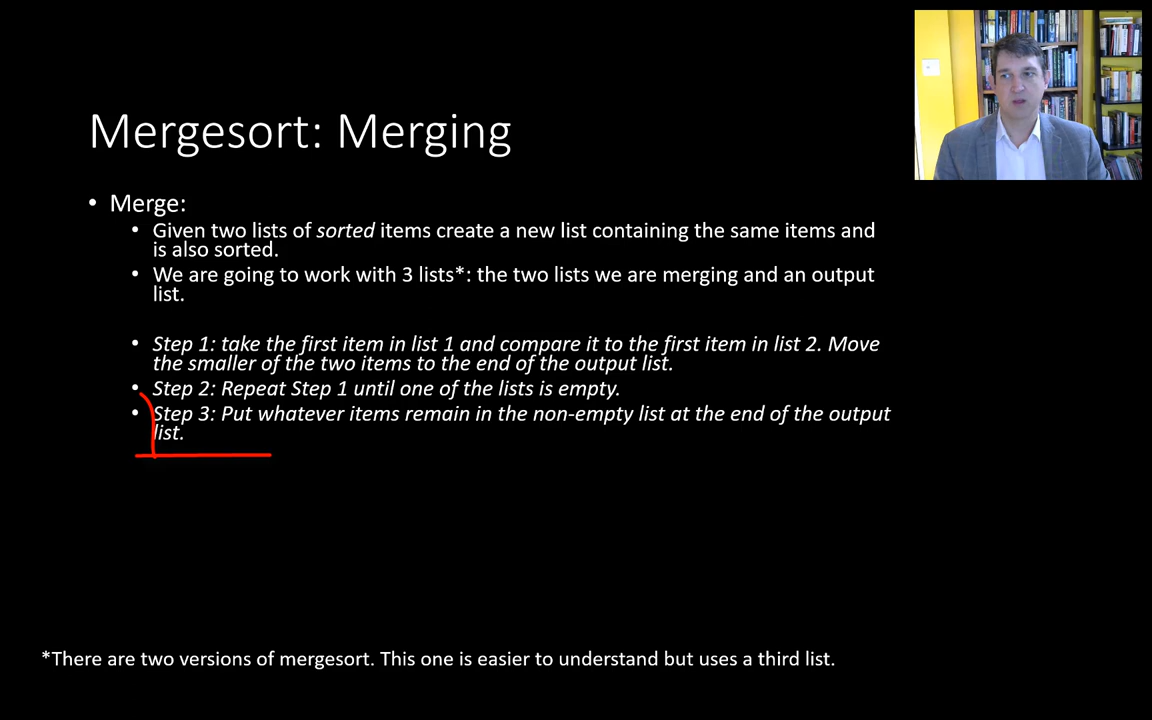 Mergesort: Merging
• Merge:
• Given two lists of sorted items create a new list containing the same items and
is also sorted.
• We are going to work with 3 lists*: the two lists we are merging and an output
list.
• Step 1: take the first item in list 1 and compare it to the first item in list 2. Move
the smaller of the two items to the end of the output list.
• Step 2: Repeat Step 1 until one of the lists is empty.
• Step 3: Put whatever items remain in the non-empty list at the end of the output
list.
*There are two versions of mergesort. This one is easier to understand but uses a third list.